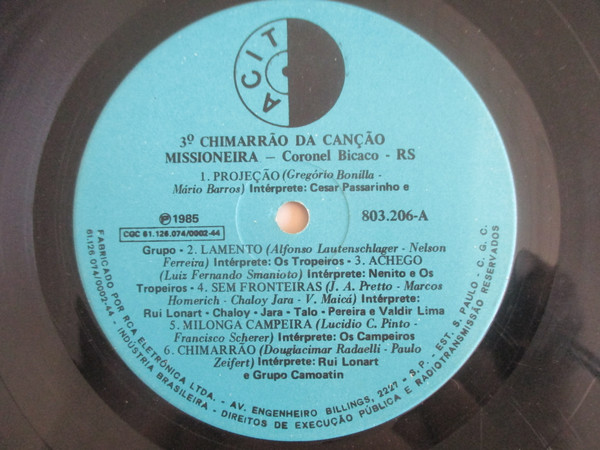 ACIT
3º CHIMARRÃO DA CANÇÃO
MISSIONEIRA – Coronel Bicaco - RS
1. PROJEÇÃO (Gregório Bonilla -
Mário Barros) Intérprete: Cesar Passarinho e
℗1985
803.206-A
CGC 61.126.074/0002-44
Grupo - 2. LAMENTO (Alfonso Lautenschlager - Nelson
Ferreira) Intérprete: Os Tropeiros - 3. ACHEGO
(Luiz Fernando Smanioto) Intérprete: Nenito e Os
Tropeiros - 4. SEM FRONTEIRAS (J. A. Pretto - Marcos
Homerich - Chaloy Jara - V. Maicá) Intérprete:
Rui Lonart - Chaloy - Jara - Talo - Pereira e Valdir Lima
5. MILONGA CAMPEIRA (Lucidio C. Pinto -
Francisco Scherer) Intérprete: Os Campeiros
6. CHIMARRÃO (Douglacimar Radaelli - Paulo
Zeifert) Intérprete: Rui Lonart
e Grupo Camoatin
FABRICADO POR RCA ELETRÔNICA LTDA. - AV. ENGENHEIRO BILLINGS, 2227 - S.P. - EST. S. PAULO - C.G.C.
61.126.074/0002-44 - INDÚSTRIA BRASILEIRA - DIREITOS DE EXECUÇÃO PÚBLICA E RADIOTRANSMISSÃO RESERVADOS